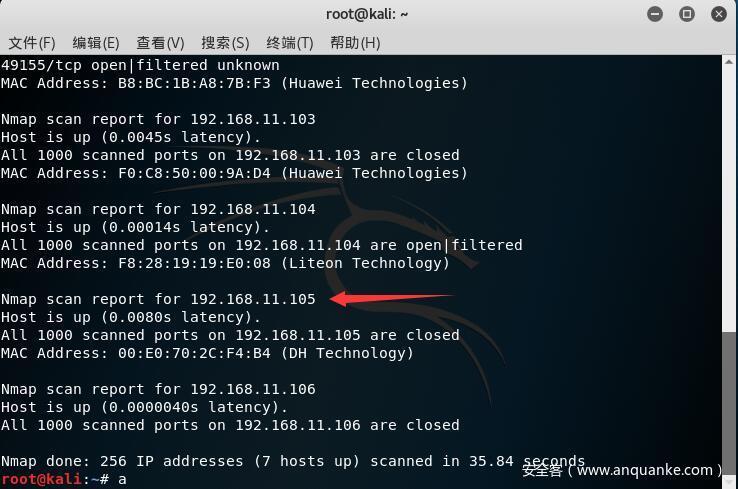 root@kali: ~
文件(F) 编辑(E) 查看(V) 搜索(S) 终端(T) 帮助(H)
49155/tcp open|filtered unknown
MAC Address: B8:BC:1B:A8:7B:F3 (Huawei Technologies)
Nmap scan report for 192.168.11.103
Host is up (0.0045s latency).
All 1000 scanned ports on 192.168.11.103 are closed
MAC Address: F0:C8:50:00:9A:D4 (Huawei Technologies)
Nmap scan report for 192.168.11.104
Host is up (0.00014s latency).
All 1000 scanned ports on 192.168.11.104 are open|filtered
MAC Address: F8:28:19:19:E0:08 (Liteon Technology)
Nmap scan report for 192.168.11.105
Host is up (0.0080s latency).
All 1000 scanned ports on 192.168.11.105 are closed
MAC Address: 00:E0:70:2C:F4:B4 (DH Technology)
Nmap scan report for 192.168.11.106
Host is up (0.0000040s latency).
All 1000 scanned ports on 192.168.11.106 are closed
Nmap done: 256 IP addresses (7 hosts up) scanned in 35.84 seconds
安全客（www.anquanke.com）
root@kali:~# a